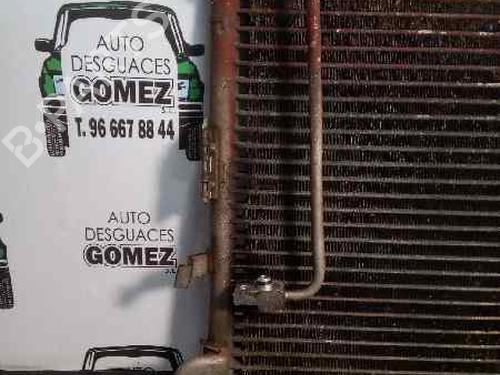 AUTO
DESGUACES
GOMEZ
S.L.
T. 96 667 88 44
AUTO
DESGUACES
GOMEZ
S.L.